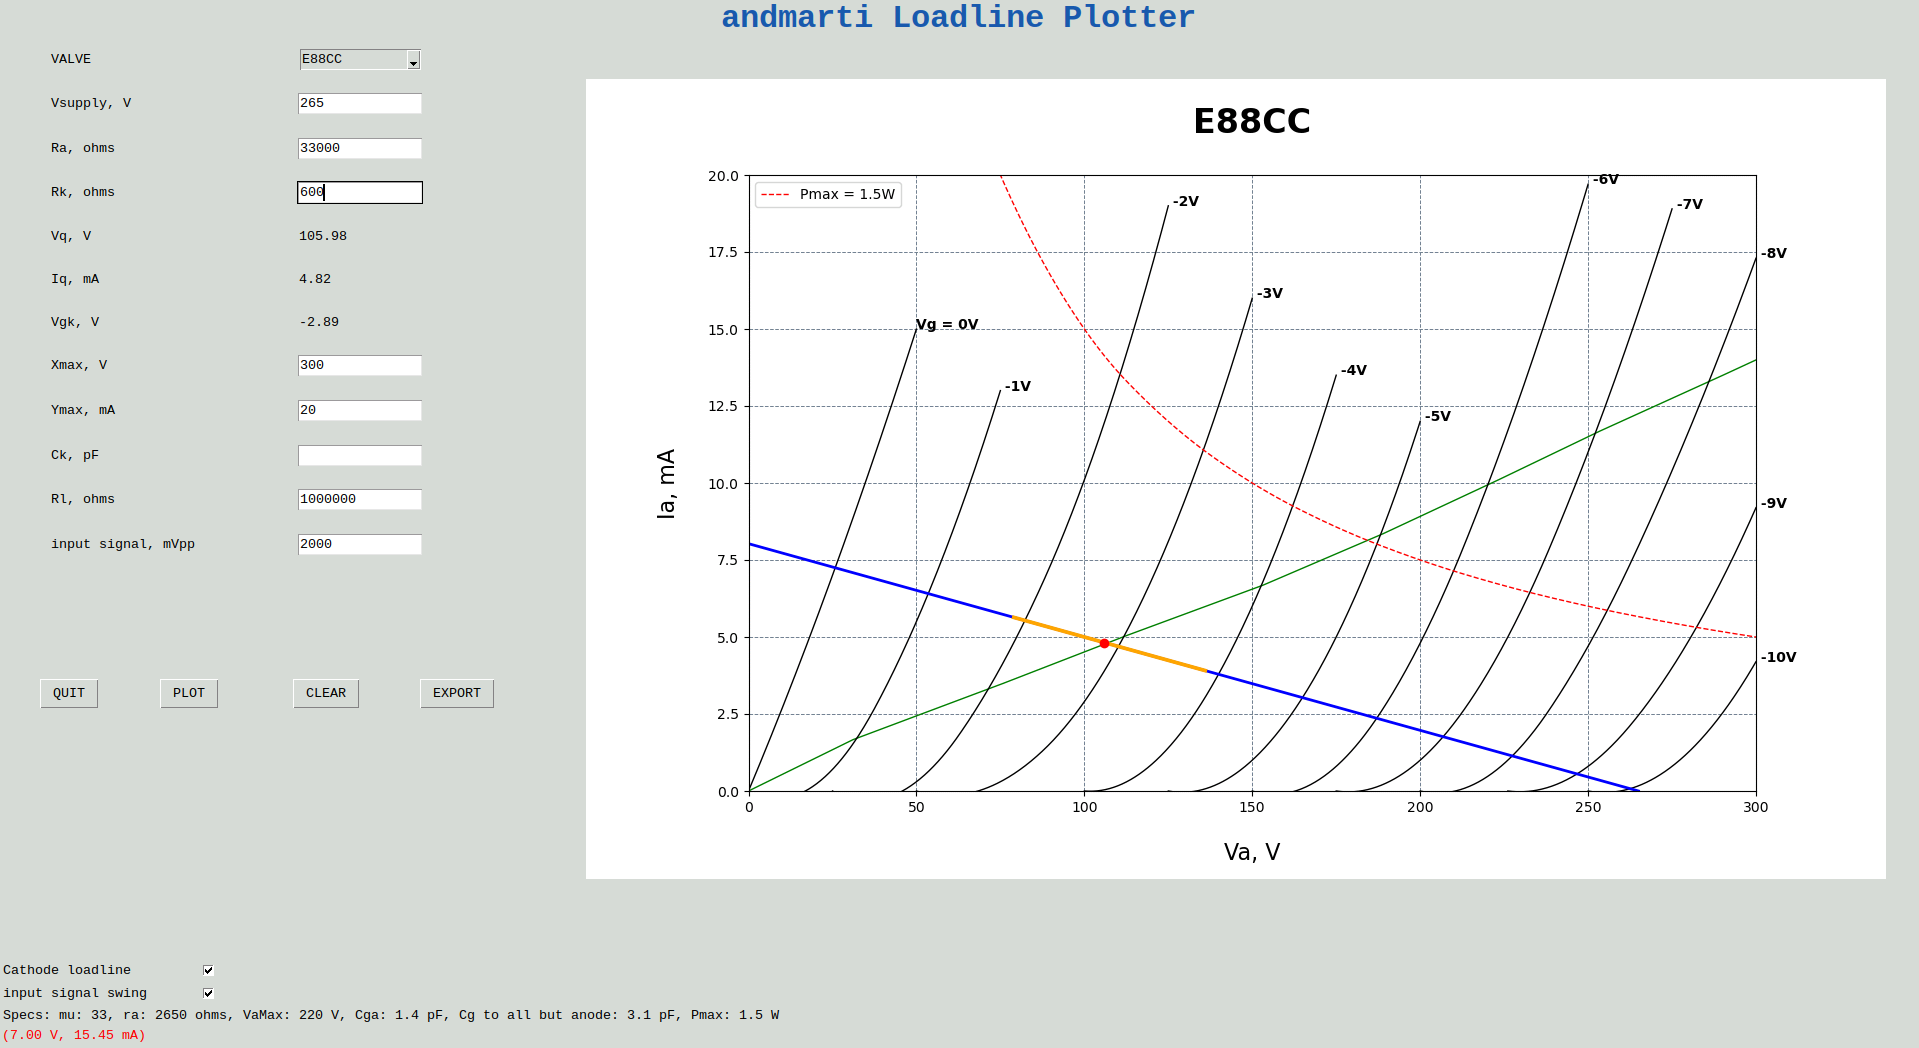 andmarti Loadline Plotter
VALVE E88CC
Vsupply, V 265
Ra, ohms 33000
Rk, ohms 600
Vq, V 105.98
Iq, mA 4.82
Vgk, V -2.89
Xmax, V 300
Ymax, mA 20
Ck, pF
Rl, ohms 1000000
input signal, mVpp 2000
QUIT PLOT CLEAR EXPORT
E88CC
Pmax = 1.5W
Vg = 0V
-1V
-2V
-3V
-4V
-5V
-6V
-7V
-8V
-9V
-10V
Ia, mA
20.0
17.5
15.0
12.5
10.0
7.5
5.0
2.5
0.0
0 50 100 150 200 250 300
Va, V
Cathode loadline
input signal swing
Specs: mu: 33, ra: 2650 ohms, VaMax: 220 V, Cga: 1.4 pF, Cg to all but anode: 3.1 pF, Pmax: 1.5 W
(7.00 V, 15.45 mA)